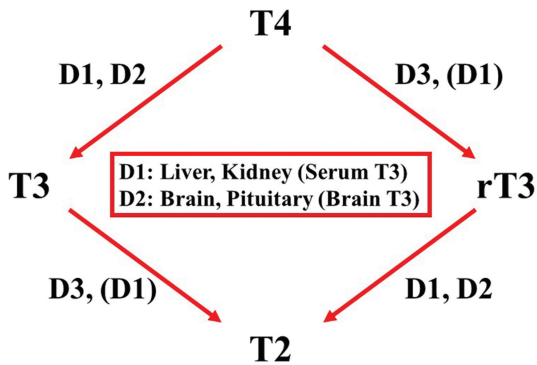 T4
D1, D2
D3, (D1)
T3
D1: Liver, Kidney (Serum T3)
D2: Brain, Pituitary (Brain T3)
rT3
D3, (D1)
D1, D2
T2